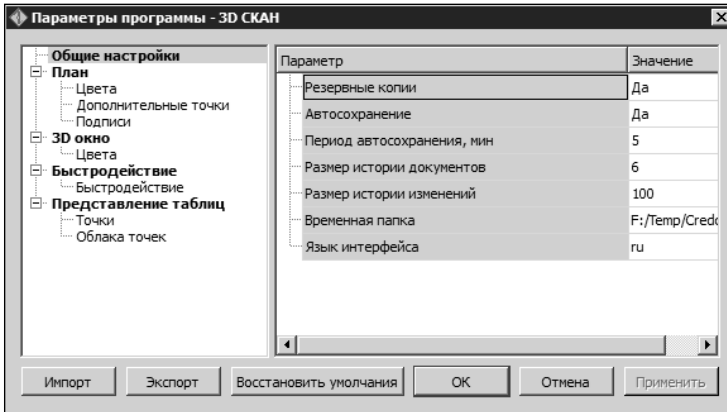 Параметры программы - 3D СКАН
Общие настройки
План
Цвета
Дополнительные точки
Подписи
3D окно
Цвета
Быстродействие
Быстродействие
Представление таблиц
Точки
Облака точек
Параметр Значение
Резервные копии Да
Автосохранение Да
Период автосохранения, мин 5
Размер истории документов 6
Размер истории изменений 100
Временная папка F:/Temp/Credo
Язык интерфейса ru
Импорт Экспорт Восстановить умолчания OK Отмена Применить